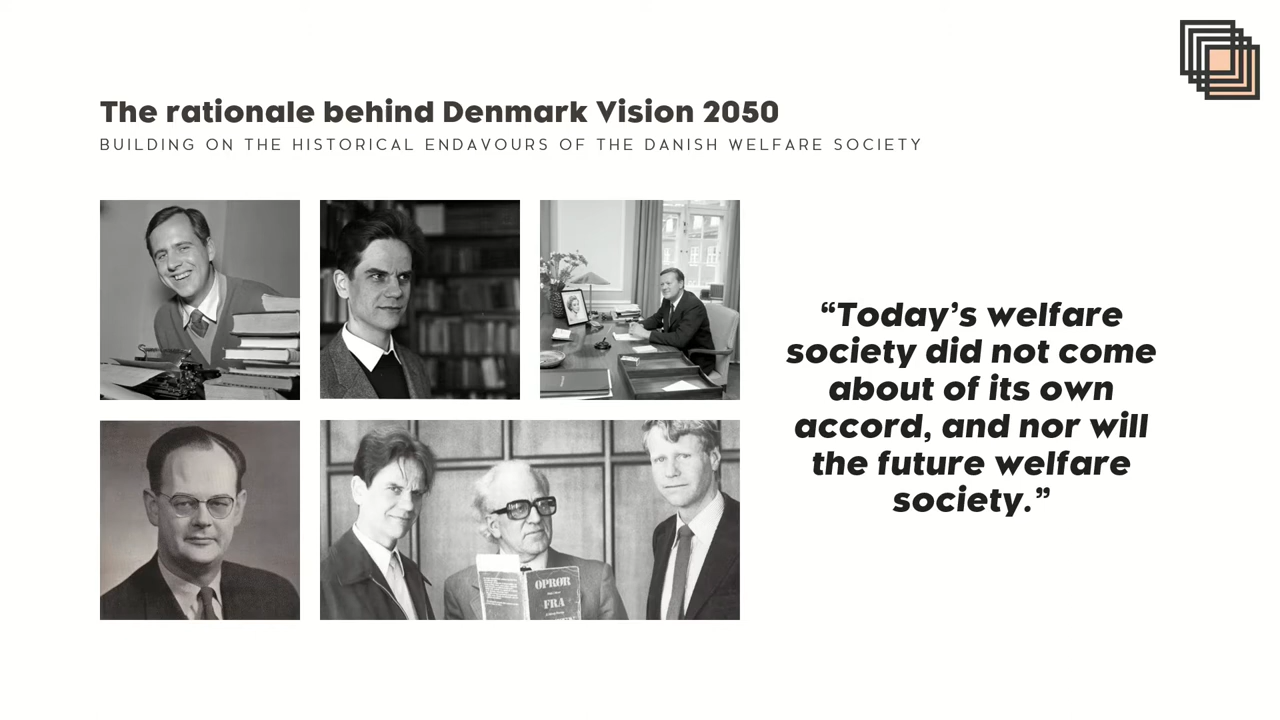 The rationale behind Denmark Vision 2050
BUILDING ON THE HISTORICAL ENDAVOURS OF THE DANISH WELFARE SOCIETY
“Today’s welfare
society did not come
about of its own
accord, and nor will
the future welfare
society.”
OPRØR
FRA